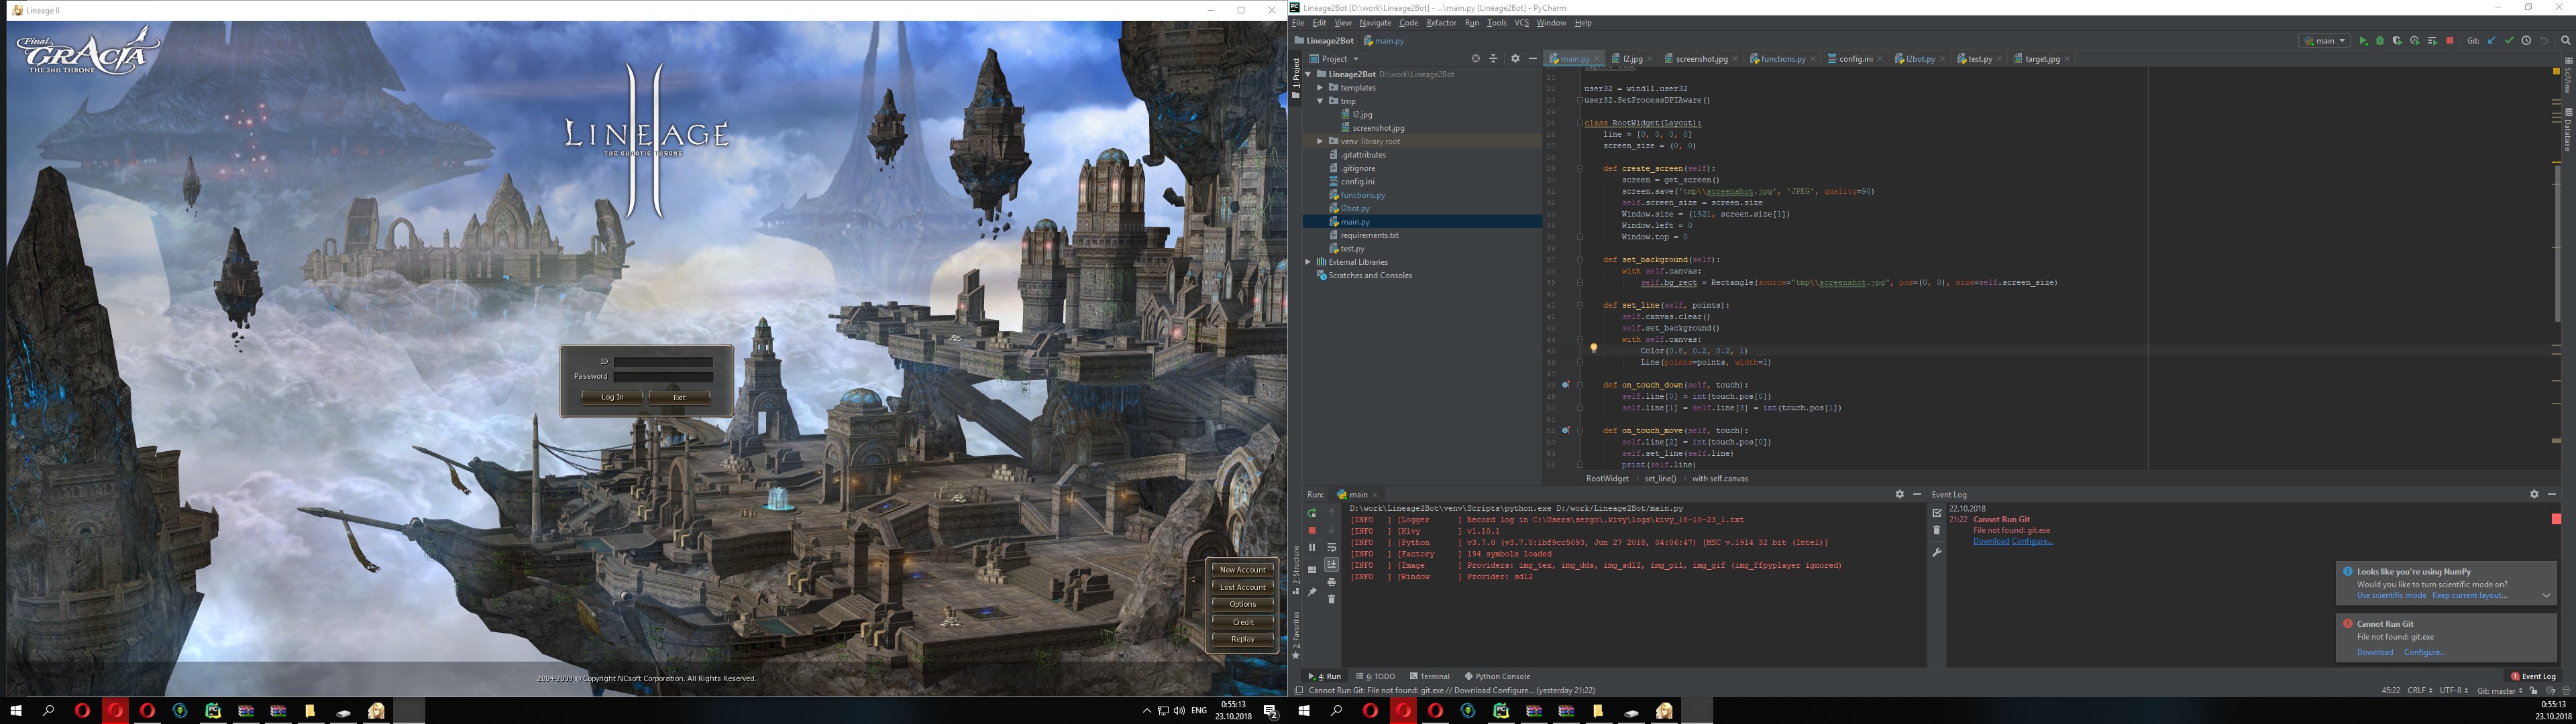 Lineage II
Final
GRACIA
THE 2ND THRONE
LINEAGE
THE CHAOTIC THRONE
ID
Password
Log In Exit
New Account
Lost Account
Options
Credit
Replay
2004-2009 © Copyright NCsoft Corporation. All Rights Reserved.
ENG 0:55:13
23.10.2018
2
Lineage2Bot [D:\work\Lineage2Bot] - ...\main.py [Lineage2Bot] - PyCharm
File Edit View Navigate Code Refactor Run Tools VCS Window Help
Lineage2Bot main.py
main Git:
1: Project
Project
main.py l2.jpg screenshot.jpg functions.py config.ini l2bot.py test.py target.jpg
Lineage2Bot D:\work\Lineage2Bot
templates
tmp
l2.jpg
screenshot.jpg
venv library root
.gitattributes
.gitignore
config.ini
functions.py
l2bot.py
main.py
requirements.txt
test.py
External Libraries
Scratches and Consoles
21
22 user32 = windll.user32
23 user32.SetProcessDPIAware()
24
25 class RootWidget(Layout):
26 line = [0, 0, 0, 0]
27 screen_size = (0, 0)
28
29 def create_screen(self):
30 screen = get_screen()
31 screen.save('tmp\\screenshot.jpg', 'JPEG', quality=90)
32 self.screen_size = screen.size
33 Window.size = (1921, screen.size[1])
34 Window.left = 0
35 Window.top = 0
36
37 def set_background(self):
38 with self.canvas:
39 self.bg_rect = Rectangle(source="tmp\\screenshot.jpg", pos=(0, 0), size=self.screen_size)
40
41 def set_line(self, points):
42 self.canvas.clear()
43 self.set_background()
44 with self.canvas:
45 Color(0.8, 0.2, 0.2, 1)
46 Line(points=points, width=1)
47
48 def on_touch_down(self, touch):
49 self.line[0] = int(touch.pos[0])
50 self.line[1] = self.line[3] = int(touch.pos[1])
51
52 def on_touch_move(self, touch):
53 self.line[2] = int(touch.pos[0])
54 self.set_line(self.line)
55 print(self.line)
RootWidget set_line() with self.canvas
SciView
Database
Run: main
D:\work\Lineage2Bot\venv\Scripts\python.exe D:/work/Lineage2Bot/main.py
[INFO ] [Logger ] Record log in C:\Users\sergo\.kivy\logs\kivy_18-10-23_1.txt
[INFO ] [Kivy ] v1.10.1
[INFO ] [Python ] v3.7.0 (v3.7.0:1bf9cc5093, Jun 27 2018, 04:06:47) [MSC v.1914 32 bit (Intel)]
[INFO ] [Factory ] 194 symbols loaded
[INFO ] [Image ] Providers: img_tex, img_dds, img_sdl2, img_pil, img_gif (img_ffpyplayer ignored)
[INFO ] [Window ] Provider: sdl2
7: Structure
2: Favorites
Event Log
22.10.2018
21:22 Cannot Run Git
File not found: git.exe
Download Configure...
Looks like you're using NumPy
Would you like to turn scientific mode on?
Use scientific mode Keep current layout...
Cannot Run Git
File not found: git.exe
Download Configure...
4: Run 6: TODO Terminal Python Console 1 Event Log
Cannot Run Git: File not found: git.exe // Download Configure... (yesterday 21:22) 45:22 CRLF UTF-8 Git: master
0:55:13
23.10.2018